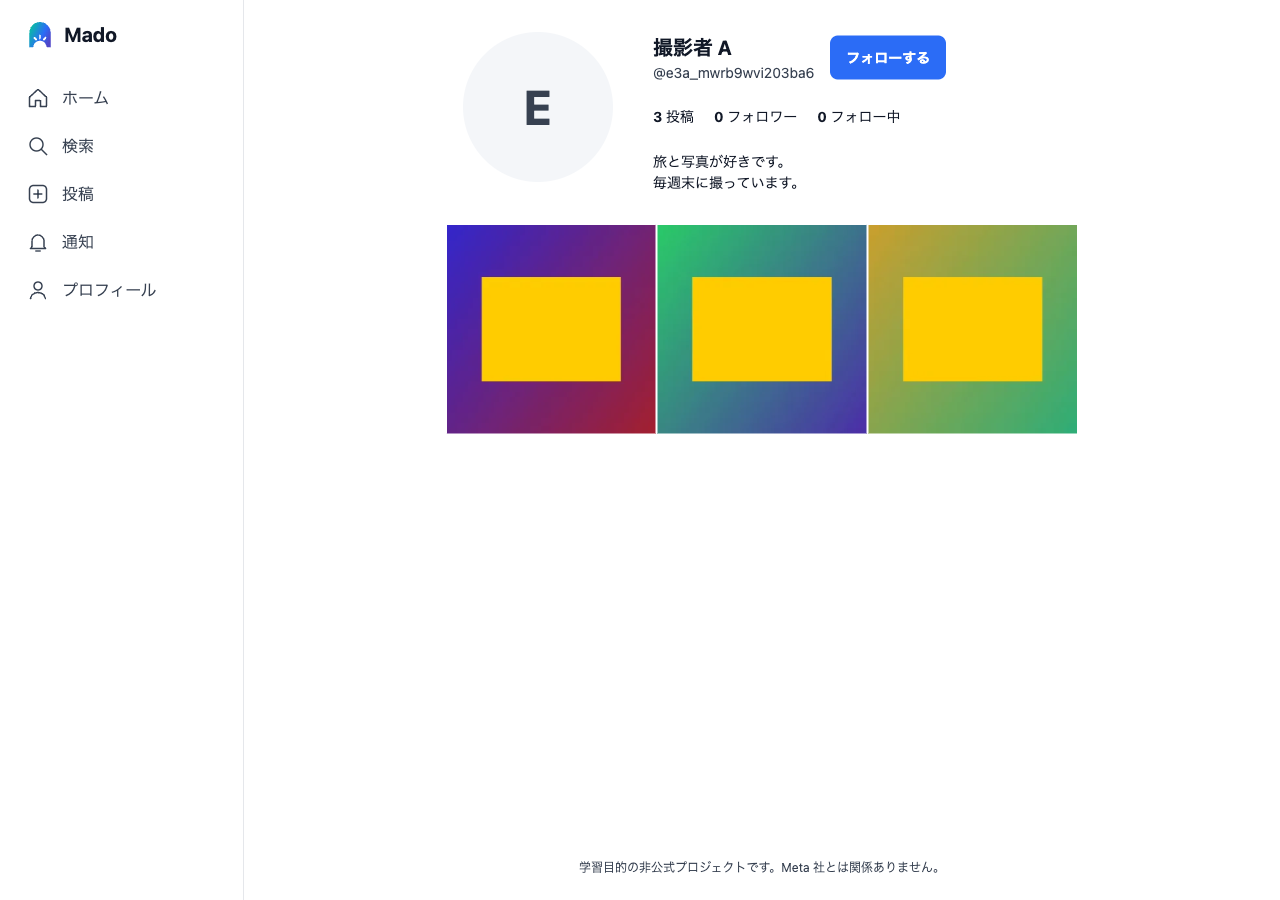 Mado
ホーム
検索
投稿
通知
プロフィール
E
撮影者 A
@e3a_mwrb9wvi203ba6
フォローする
3 投稿 0 フォロワー 0 フォロー中
旅と写真が好きです。
毎週末に撮っています。
学習目的の非公式プロジェクトです。Meta 社とは関係ありません。